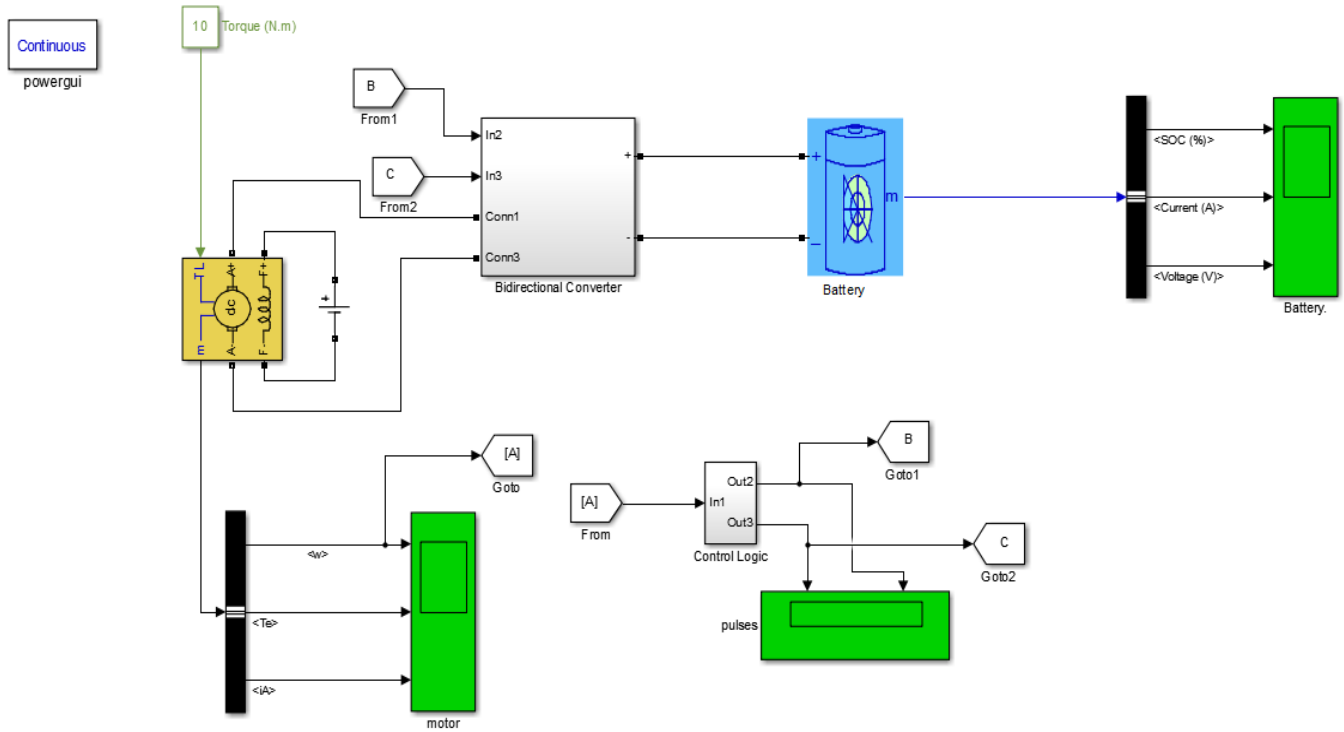 10
Torque (N.m)
Continuous
powergui
B
From1
C
From2
In2
In3
Conn1
Conn3
+
-
Bidirectional Converter
+
_
m
Battery
<SOC (%)>
<Current (A)>
<Voltage (V)>
Battery.
TL
m
A+
A-
dc
F+
F-
+
[A]
Goto
<w>
<Te>
<iA>
motor
[A]
From
In1
Out2
Out3
Control Logic
B
Goto1
C
Goto2
pulses